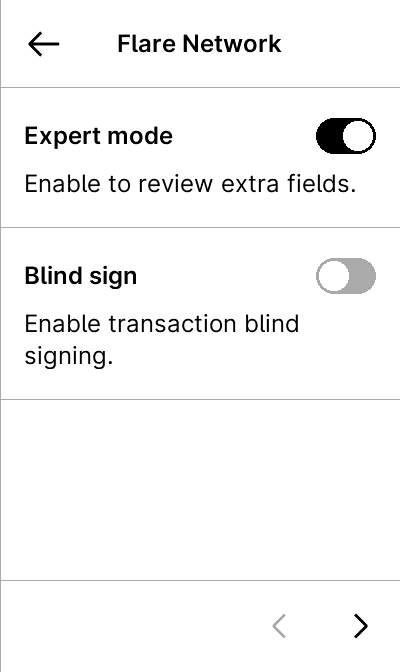 Flare Network
Expert mode
Enable to review extra fields.
Blind sign
Enable transaction blind
signing.